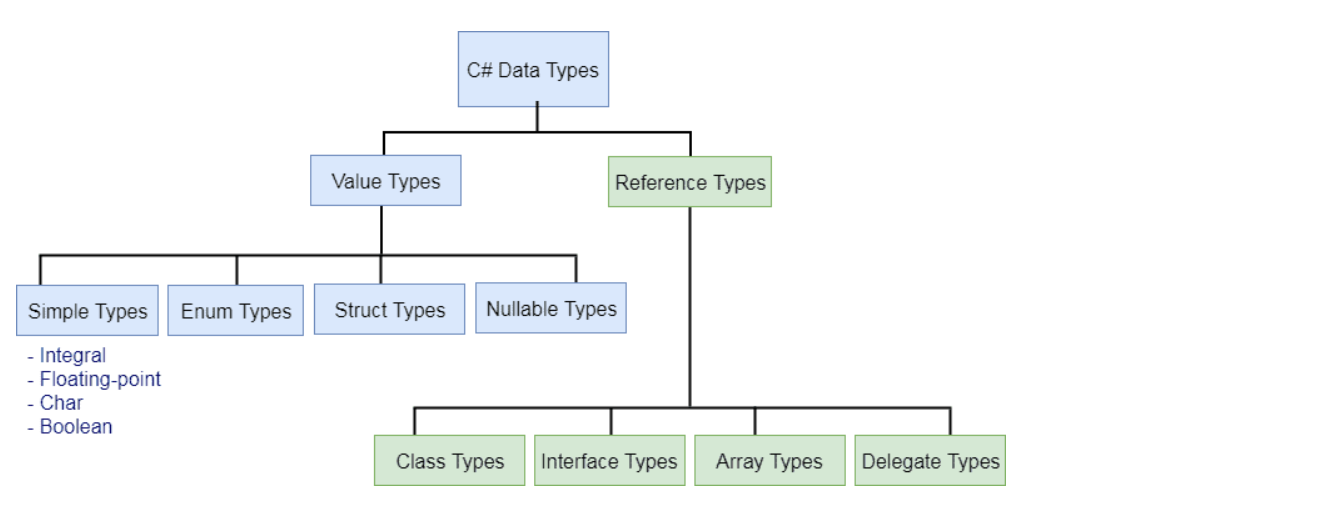 C# Data Types
Value Types
Reference Types
Simple Types
Enum Types
Struct Types
Nullable Types
- Integral
- Floating-point
- Char
- Boolean
Class Types
Interface Types
Array Types
Delegate Types